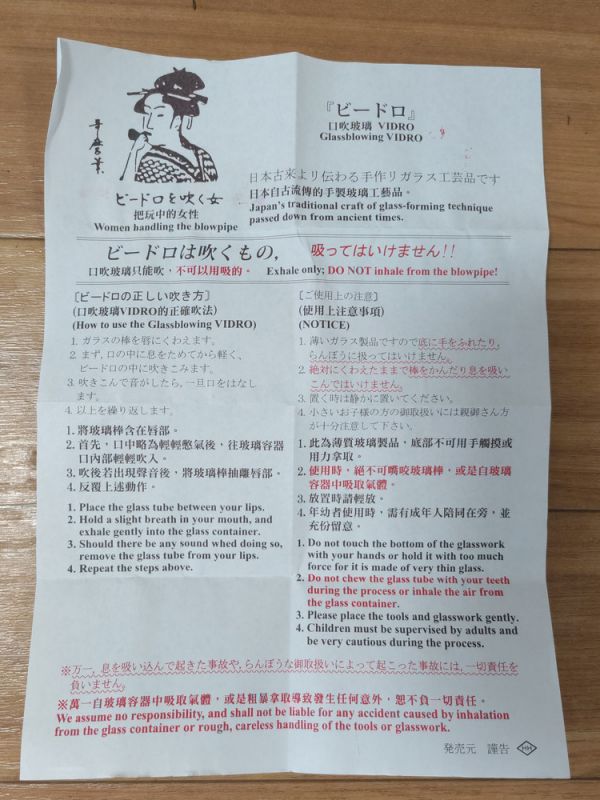 哥麿筆
ビードロを吹く女
把玩中的女性
Women handling the blowpipe
『ビードロ』
口吹玻璃 VIDRO
Glassblowing VIDRO
日本古来より伝わる手作りガラス工芸品です
日本自古流傳的手製玻璃工藝品。
Japan's traditional craft of glass-forming technique
passed down from ancient times.
ビードロは吹くもの, 吸ってはいけません!!
口吹玻璃只能吹,不可以用吸的。 Exhale only; DO NOT inhale from the blowpipe!
〔ビードロの正しい吹き方〕
(口吹玻璃VIDRO的正確吹法)
(How to use the Glassblowing VIDRO)
1. ガラスの棒を唇にくわえます。
2. まず, 口の中に息をためてから軽く,
ビードロの中に吹きこみます。
3. 吹きこんで音がしたら, 一旦口をはなし
ます。
4. 以上を繰り返します。
1. 將玻璃棒含在唇部。
2. 首先,口中略為輕輕憋氣後,往玻璃容器
口內部輕輕吹入。
3. 吹後若出現聲音後,將玻璃棒抽離唇部。
4. 反覆上述動作。
1. Place the glass tube between your lips.
2. Hold a slight breath in your mouth, and
exhale gently into the glass container.
3. Should there be any sound whed doing so,
remove the glass tube from your lips.
4. Repeat the steps above.
〔ご使用上の注意〕
(使用上注意事項)
(NOTICE)
1. 薄いガラス製品ですので底に手をふれたり,
らんぼうに扱ってはいけません。
2. 絶対にくわえたままで棒をかんだり息を吸い
こんではいけません。
3. 置く時は静かに置いてください。
4. 小さいお子様の方の御取扱いには親御さん方
が十分注意して下さい。
1. 此為薄質玻璃製品,底部不可用手觸摸或
用力拿取。
2. 使用時,絕不可嘴咬玻璃棒,或是自玻璃
容器中吸取氣體。
3. 放置時請輕放。
4. 年幼者使用時,需有成年人陪同在旁,並
充份留意。
1. Do not touch the bottom of the glasswork
with your hands or hold it with too much
force for it is made of very thin glass.
2. Do not chew the glass tube with your teeth
during the process or inhale the air from
the glass container.
3. Please place the tools and glasswork gently.
4. Children must be supervised by adults and
be very cautious during the process.
※万一, 息を吸い込んで起きた事故や, らんぼうな御取扱いによって起こった事故には, 一切責任を
負いません。
※萬一自玻璃容器中吸取氣體,或是粗暴拿取導致發生任何意外,恕不負一切責任。
We assume no responsibility, and shall not be liable for any accident caused by inhalation
from the glass container or rough, careless handling of the tools or glasswork.
発売元 謹告